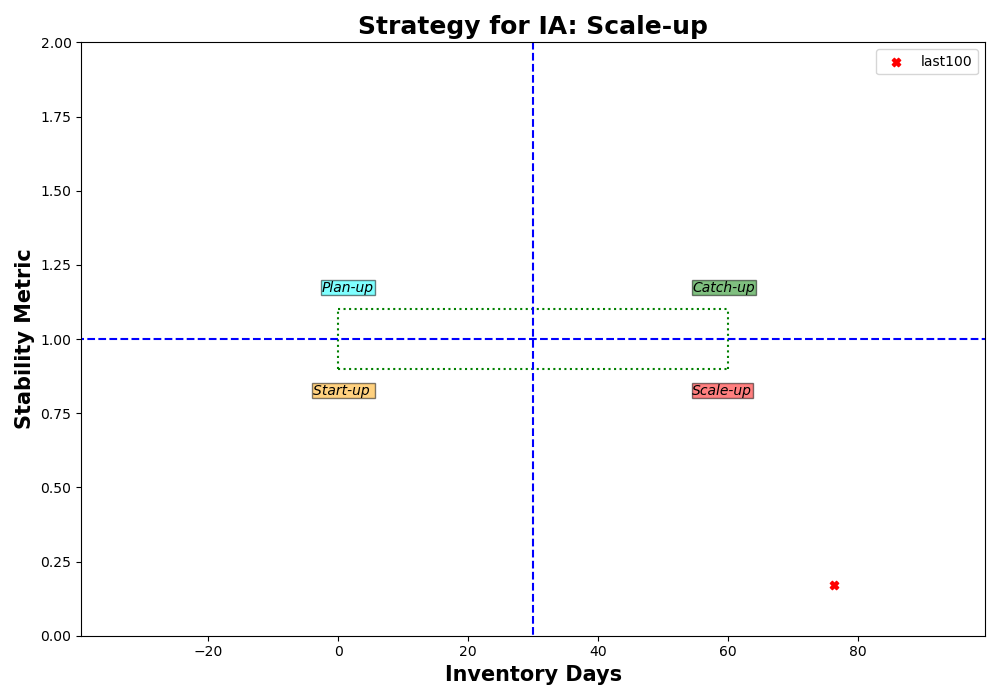 Strategy for IA: Scale-up
2.00
last100
1.75
1.50
1.25
Plan-up
Catch-up
1.00
Start-up
Scale-up
0.75
0.50
0.25
0.00
−20
0
20
40
60
80
Inventory Days
Stability Metric